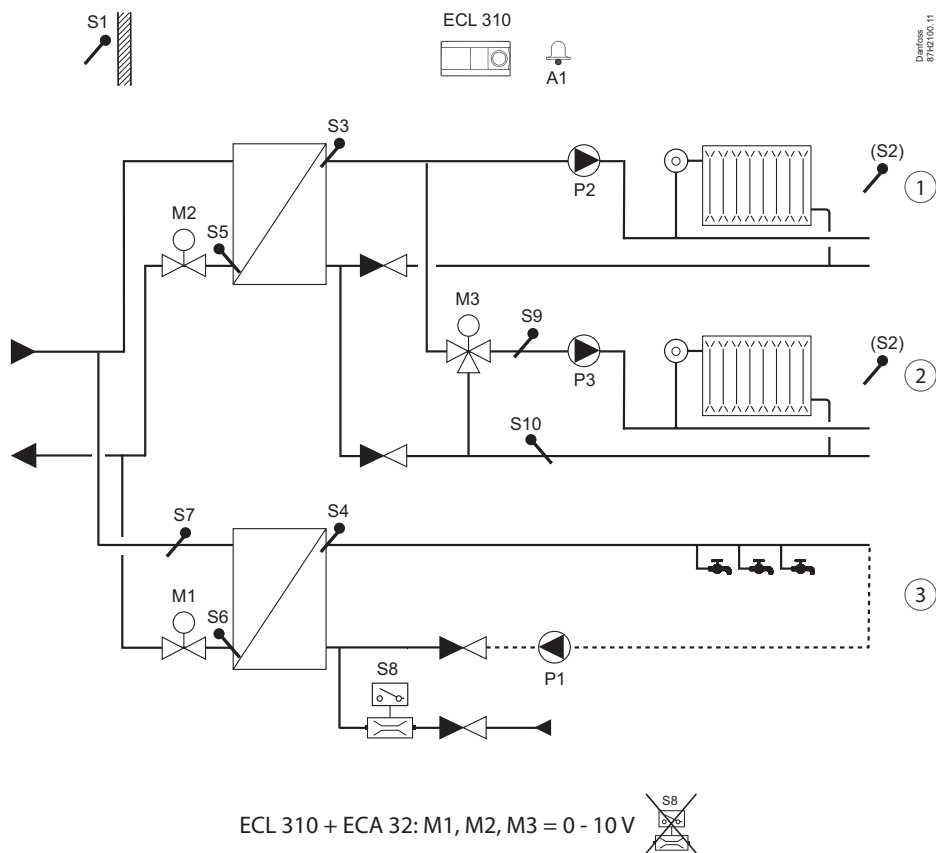 S1
ECL 310
A1
Danfoss
87H2100.11
S3
P2
(S2)
1
M2
S5
M3
S9
P3
(S2)
2
S10
S7
S4
M1
S6
3
S8
P1
ECL 310 + ECA 32: M1, M2, M3 = 0 - 10 V
S8